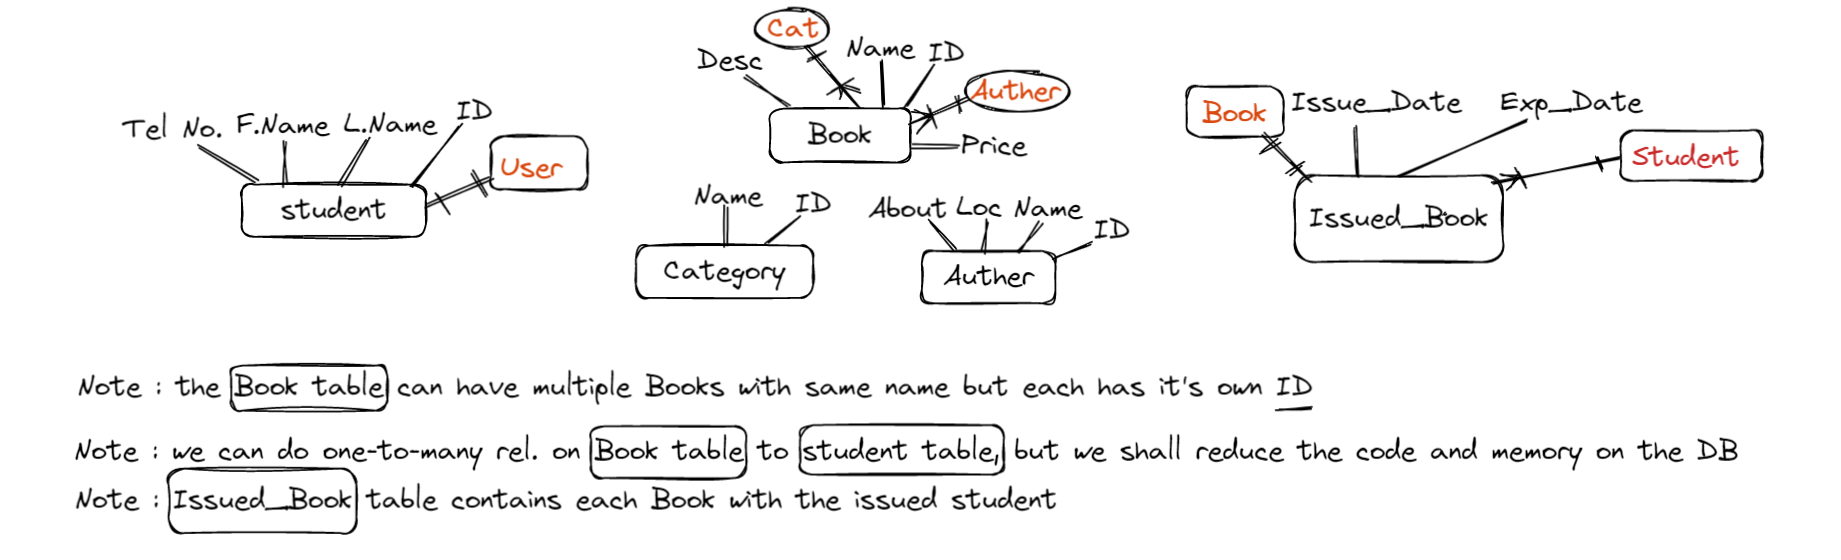 Tel No. F.Name L.Name ID
User
student
Cat
Desc Name ID
Auther
Book
Price
Name ID
Category
About Loc Name ID
Auther
Book Issue_Date Exp_Date
Student
Issued_Book
Note : the Book table can have multiple Books with same name but each has it's own ID
Note : we can do one-to-many rel. on Book table to student table, but we shall reduce the code and memory on the DB
Note : Issued_Book table contains each Book with the issued student